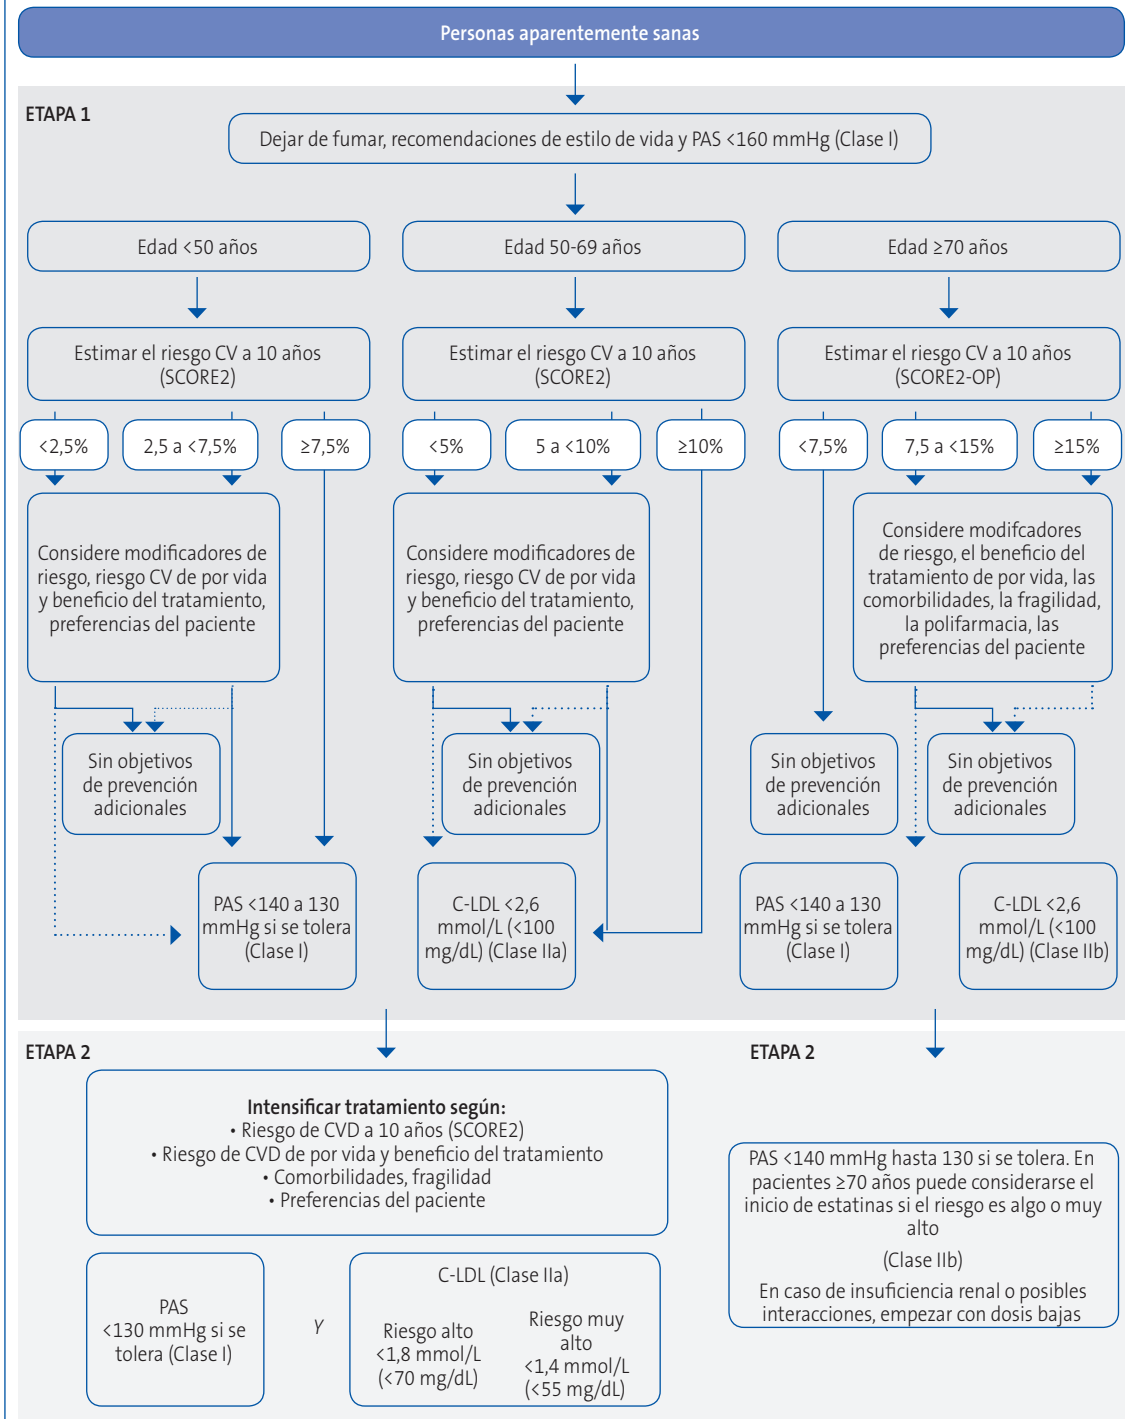 Personas aparentemente sanas
ETAPA 1
Dejar de fumar, recomendaciones de estilo de vida y PAS <160 mmHg (Clase I)
Edad <50 años
Edad 50-69 años
Edad ≥70 años
Estimar el riesgo CV a 10 años
(SCORE2)
Estimar el riesgo CV a 10 años
(SCORE2)
Estimar el riesgo CV a 10 años
(SCORE2-OP)
<2,5%
2,5 a <7,5%
≥7,5%
<5%
5 a <10%
≥10%
<7,5%
7,5 a <15%
≥15%
Considere modificadores de
riesgo, riesgo CV de por vida
y beneficio del tratamiento,
preferencias del paciente
Considere modificadores de
riesgo, riesgo CV de por vida
y beneficio del tratamiento,
preferencias del paciente
Considere modifcadores
de riesgo, el beneficio del
tratamiento de por vida, las
comorbilidades, la fragilidad,
la polifarmacia, las
preferencias del paciente
Sin objetivos
de prevención
adicionales
Sin objetivos
de prevención
adicionales
Sin objetivos
de prevención
adicionales
Sin objetivos
de prevención
adicionales
PAS <140 a 130
mmHg si se tolera
(Clase I)
C-LDL <2,6
mmol/L (<100
mg/dL) (Clase IIa)
PAS <140 a 130
mmHg si se tolera
(Clase I)
C-LDL <2,6
mmol/L (<100
mg/dL) (Clase IIb)
ETAPA 2
Intensificar tratamiento según:
• Riesgo de CVD a 10 años (SCORE2)
• Riesgo de CVD de por vida y beneficio del tratamiento
• Comorbilidades, fragilidad
• Preferencias del paciente
PAS
<130 mmHg si se
tolera (Clase I)
Y
C-LDL (Clase IIa)
Riesgo alto
<1,8 mmol/L
(<70 mg/dL)
Riesgo muy
alto
<1,4 mmol/L
(<55 mg/dL)
ETAPA 2
PAS <140 mmHg hasta 130 si se tolera. En
pacientes ≥70 años puede considerarse el
inicio de estatinas si el riesgo es algo o muy
alto
(Clase IIb)
En caso de insuficiencia renal o posibles
interacciones, empezar con dosis bajas